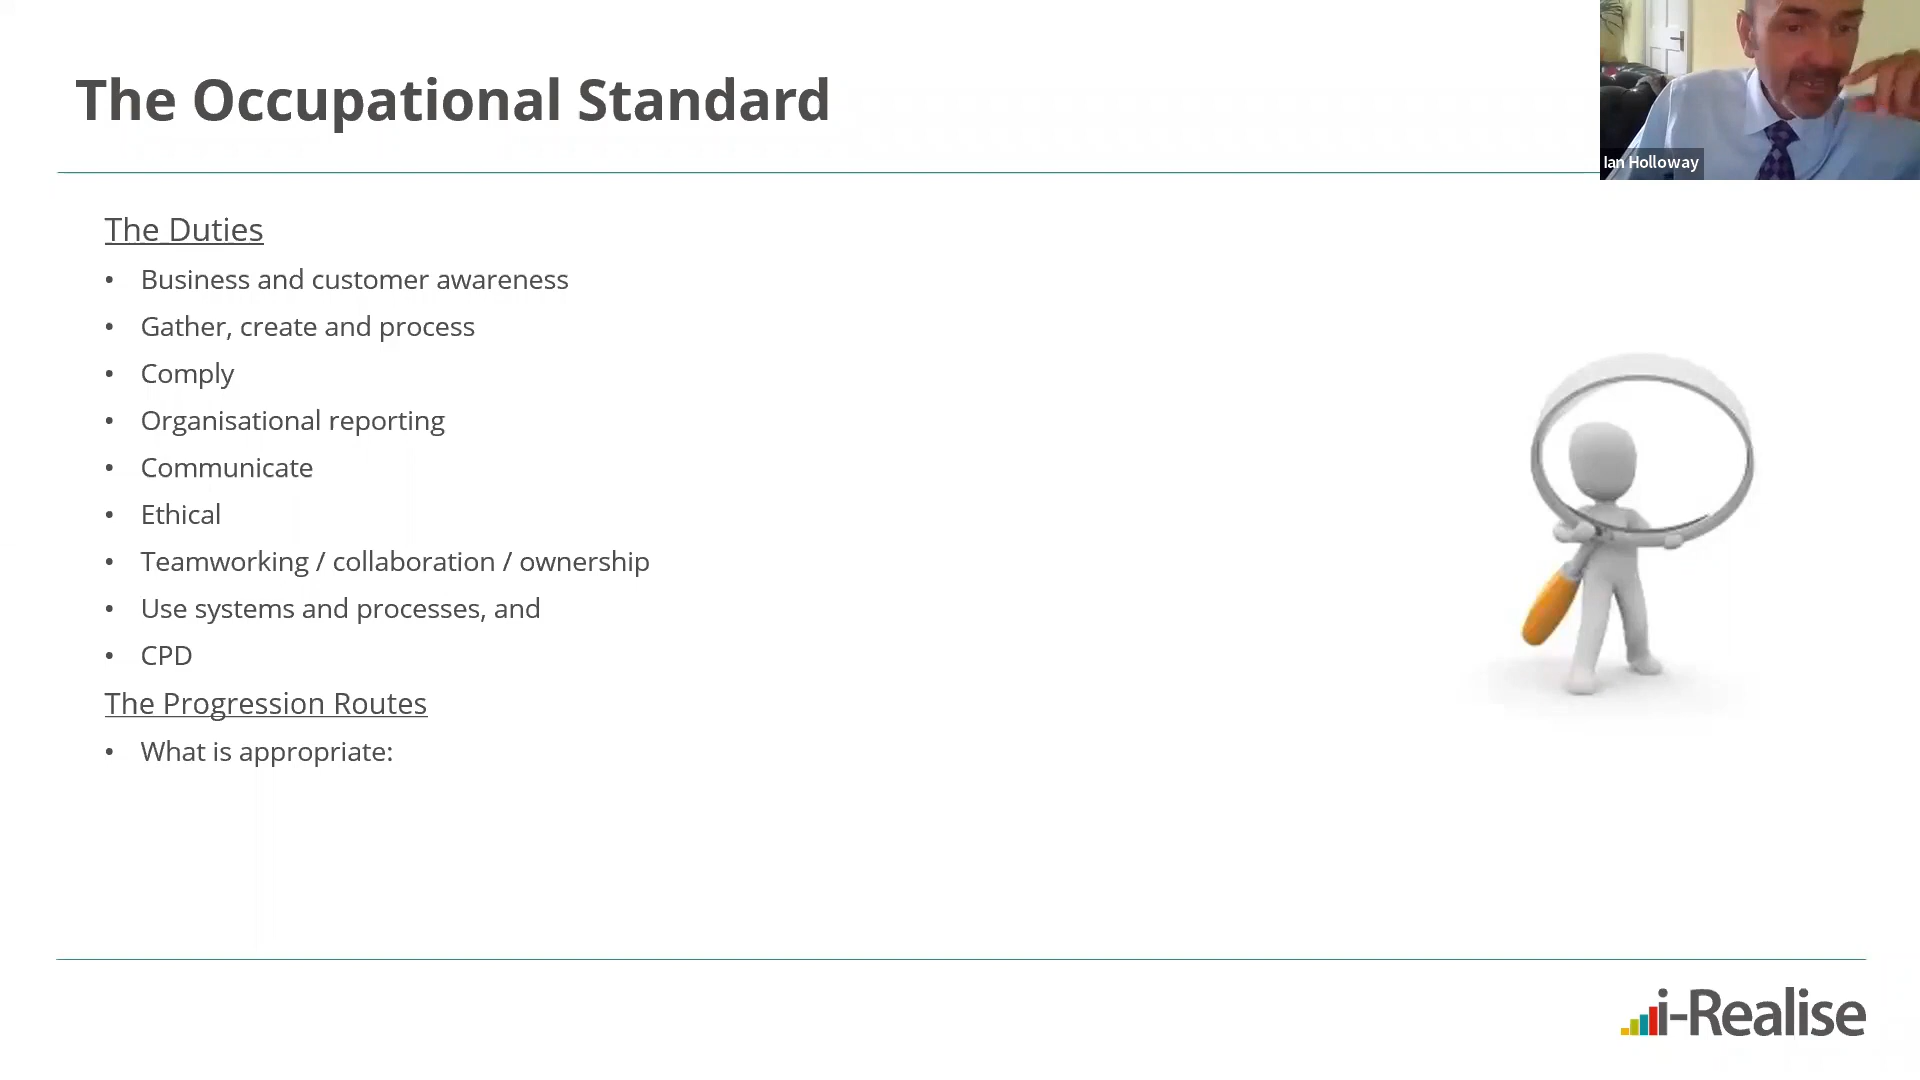 The Occupational Standard
Ian Holloway
The Duties
• Business and customer awareness
• Gather, create and process
• Comply
• Organisational reporting
• Communicate
• Ethical
• Teamworking / collaboration / ownership
• Use systems and processes, and
• CPD
The Progression Routes
• What is appropriate:
i-Realise